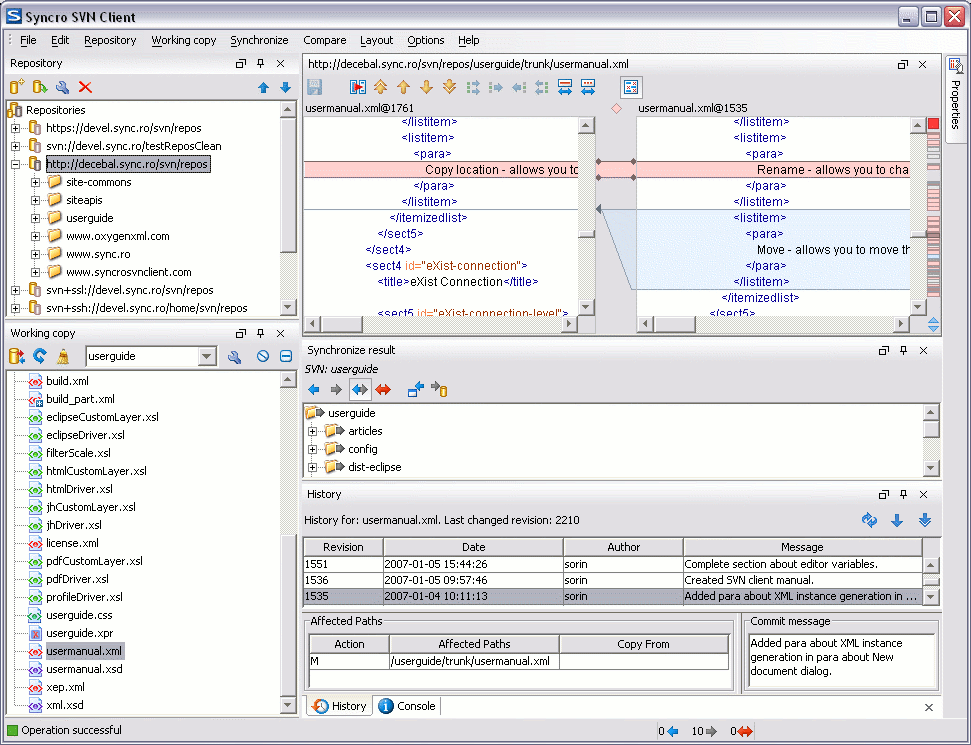 Syncro SVN Client
File Edit Repository Working copy Synchronize Compare Layout Options Help
Repository
Repositories
https://devel.sync.ro/svn/repos
svn://devel.sync.ro/testReposClean
http://decebal.sync.ro/svn/repos
site-commons
siteapis
userguide
www.oxygenxml.com
www.sync.ro
www.syncrosvnclient.com
svn+ssl://devel.sync.ro/svn/repos
svn+ssh://devel.sync.ro/home/svn/repos
Working copy
userguide
build.xml
build_part.xml
eclipseCustomLayer.xsl
eclipseDriver.xsl
filterScale.xsl
htmlCustomLayer.xsl
htmlDriver.xsl
jhCustomLayer.xsl
jhDriver.xsl
license.xml
pdfCustomLayer.xsl
pdfDriver.xsl
profileDriver.xsl
userguide.css
userguide.xpr
usermanual.xml
usermanual.xsd
xep.xml
xml.xsd
http://decebal.sync.ro/svn/repos/userguide/trunk/usermanual.xml
usermanual.xml@1761
</listitem>
<listitem>
<para>
Copy location - allows you to
</para>
</listitem>
</itemizedlist>
</sect5>
</sect4>
<sect4 id="eXist-connection">
<title>eXist Connection</title>
<sect5 id="eXist-connection-level">
usermanual.xml@1535
</listitem>
<listitem>
<para>
Rename - allows you to cha
</para>
</listitem>
<listitem>
<para>
Move - allows you to move th
</para>
</listitem>
</itemizedlist>
</sect5>
Properties
Synchronize result
SVN: userguide
userguide
articles
config
dist-eclipse
History
History for: usermanual.xml. Last changed revision: 2210
Revision Date Author Message
1551 2007-01-05 15:44:26 sorin Complete section about editor variables.
1536 2007-01-05 09:57:46 sorin Created SVN client manual.
1535 2007-01-04 10:11:13 sorin Added para about XML instance generation in ...
Affected Paths
Action Affected Paths Copy From
M /userguide/trunk/usermanual.xml
Commit message
Added para about XML instance
generation in para about New
document dialog.
History Console
Operation successful
0 10 0